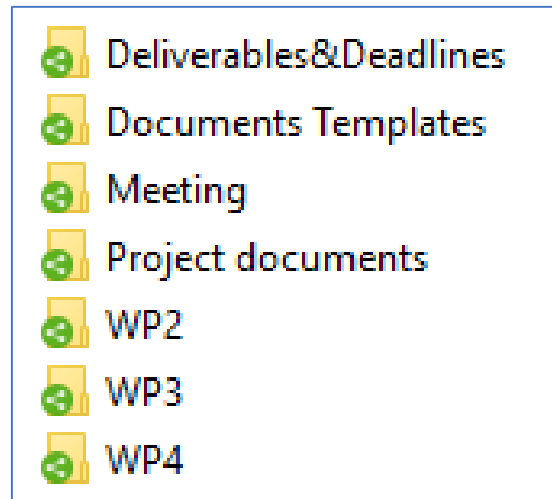 Deliverables&Deadlines
Documents Templates
Meeting
Project documents
WP2
WP3
WP4